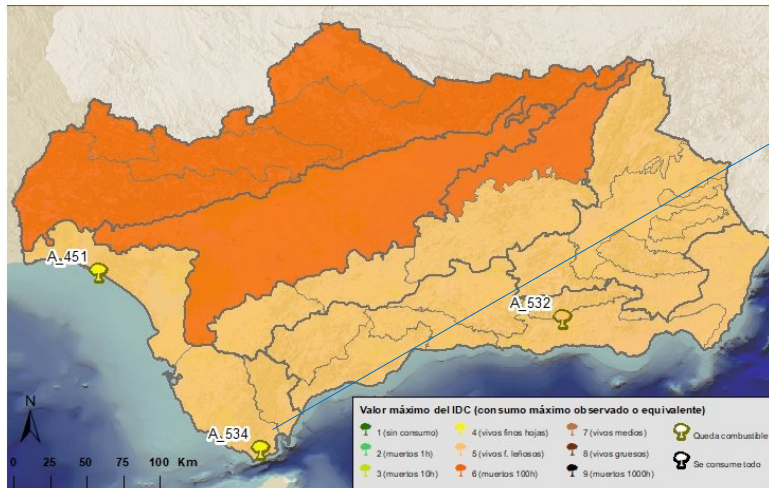 A_451
A_532
A_534
N
0 25 50 75 100 Km
Valor máximo del IDC (consumo máximo observado o equivalente)
1 (sin consumo)
4 (vivos finos hojas)
7 (vivos medios)
Queda combustible
2 (muertos 1h)
5 (vivos f. leñosas)
8 (vivos gruesas)
3 (muertos 10h)
6 (muertos 100h)
9 (muertos 1000h)
Se consume todo